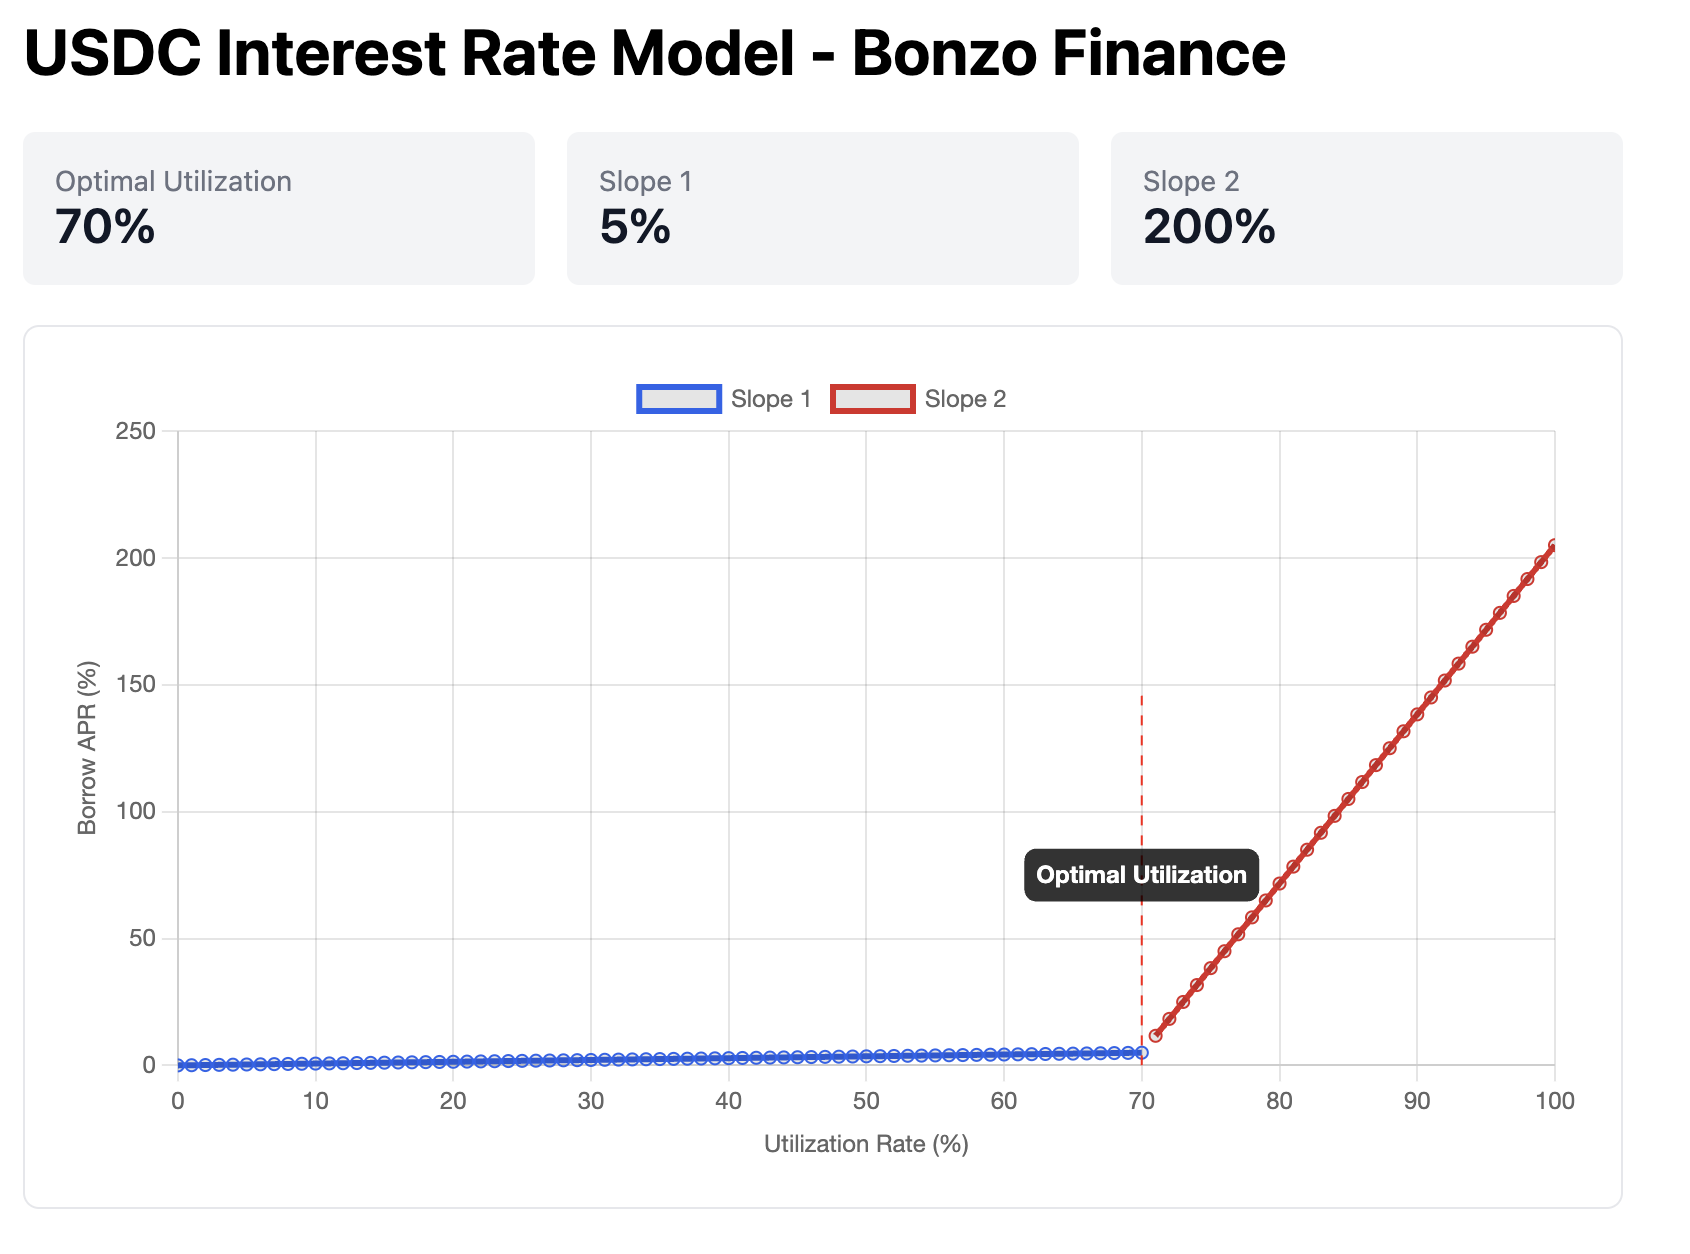 USDC Interest Rate Model - Bonzo Finance
Optimal Utilization
70%
Slope 1
5%
Slope 2
200%
Slope 1
Slope 2
250
200
150
100
50
0
Borrow APR (%)
Optimal Utilization
0 10 20 30 40 50 60 70 80 90 100
Utilization Rate (%)